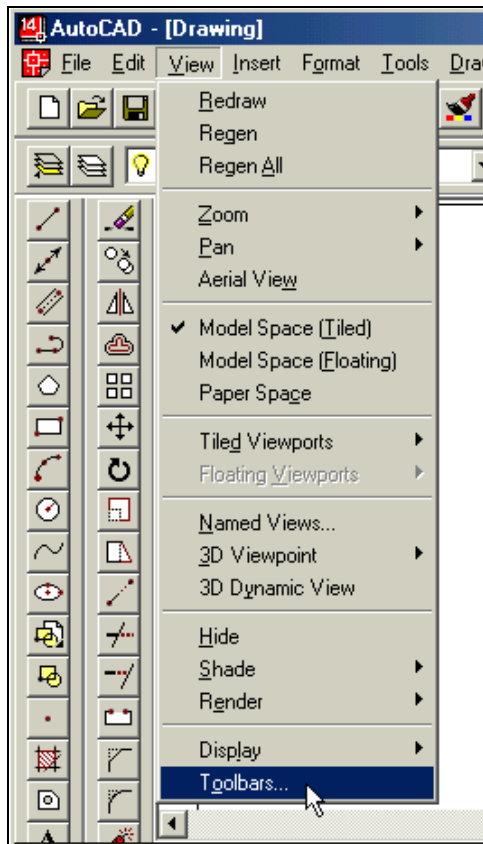 14 AutoCAD - [Drawing]
File Edit View Insert Format Tools
Redraw
Regen
Regen All
Zoom
Pan
Aerial View
Model Space (Tiled)
Model Space (Floating)
Paper Space
Tiled Viewports
Floating Viewports
Named Views...
3D Viewpoint
3D Dynamic View
Hide
Shade
Render
Display
Toolbars...
A